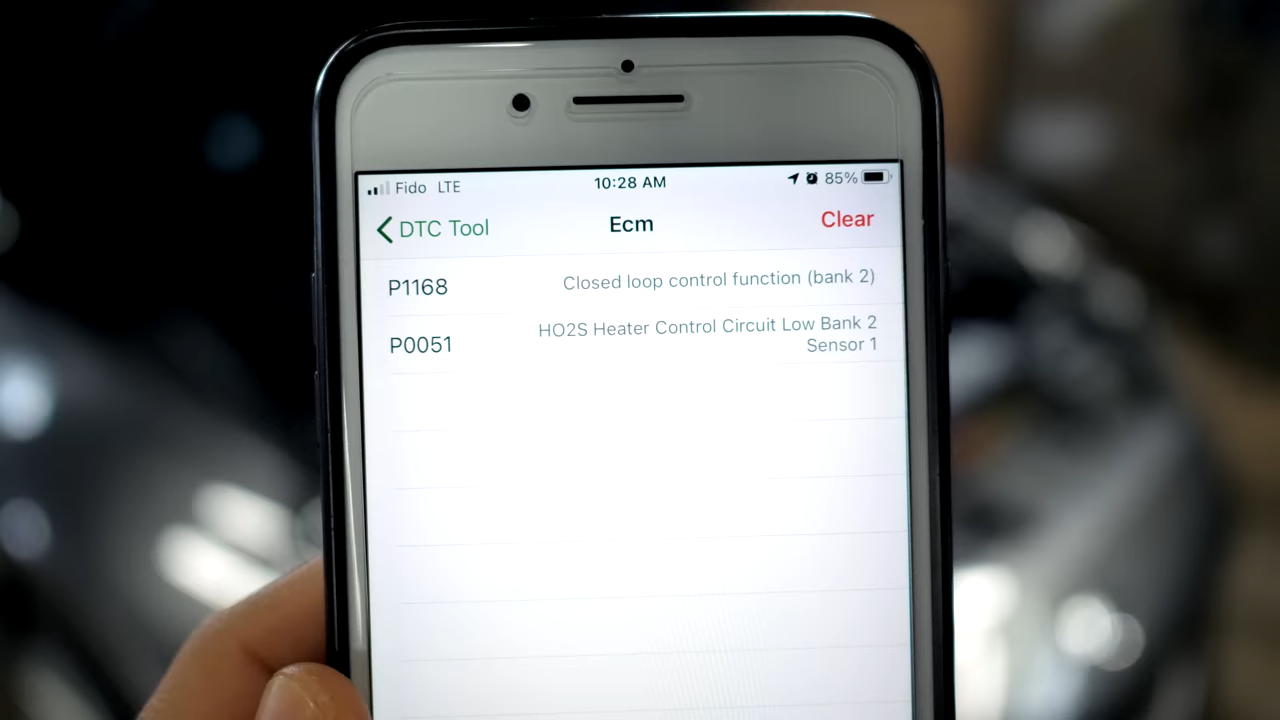 Fido LTE 10:28 AM 85%
DTC Tool Ecm Clear
P1168 Closed loop control function (bank 2)
P0051 HO2S Heater Control Circuit Low Bank 2
Sensor 1